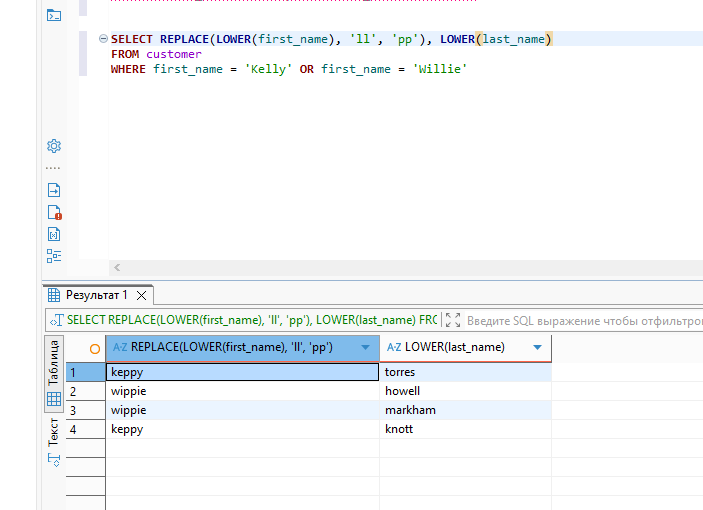 SELECT REPLACE(LOWER(first_name), 'll', 'pp'), LOWER(last_name)
FROM customer
WHERE first_name = 'Kelly' OR first_name = 'Willie'
Результат 1
SELECT REPLACE(LOWER(first_name), 'll', 'pp'), LOWER(last_name) FRO
Введите SQL выражение чтобы отфильтро
Таблица
Текст
A-Z REPLACE(LOWER(first_name), 'll', 'pp') A-Z LOWER(last_name)
1 keppy torres
2 wippie howell
3 wippie markham
4 keppy knott